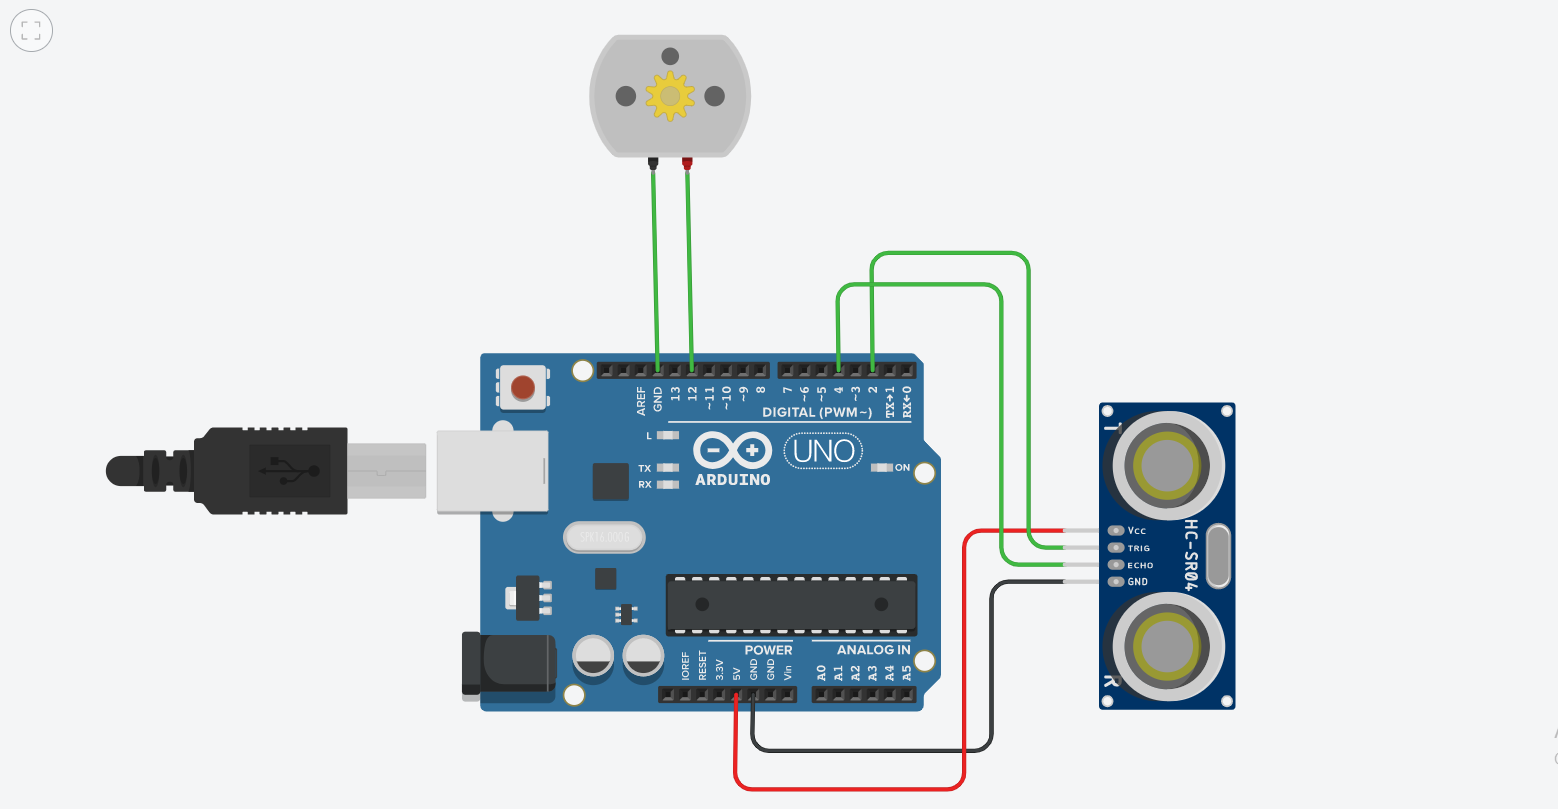 AREF
GND
13
12
~11
~10
~9
8
7
~6
~5
4
~3
2
TX→1
RX←0
DIGITAL (PWM~)
L
TX
RX
ARDUINO
UNO
ON
SPK16.000G
T
VCC
TRIG
ECHO
GND
HC-SR04
R
POWER
ANALOG IN
IOREF
RESET
3.3V
5V
GND
GND
Vin
A0
A1
A2
A3
A4
A5